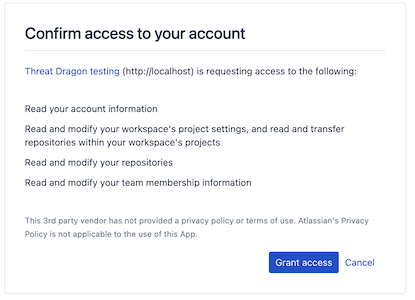 Confirm access to your account
Threat Dragon testing (http://localhost) is requesting access to the following:
Read your account information
Read and modify your workspace's project settings, and read and transfer
repositories within your workspace's projects
Read and modify your repositories
Read and modify your team membership information
This 3rd party vendor has not provided a privacy policy or terms of use. Atlassian's Privacy
Policy is not applicable to the use of this App.
Grant access Cancel